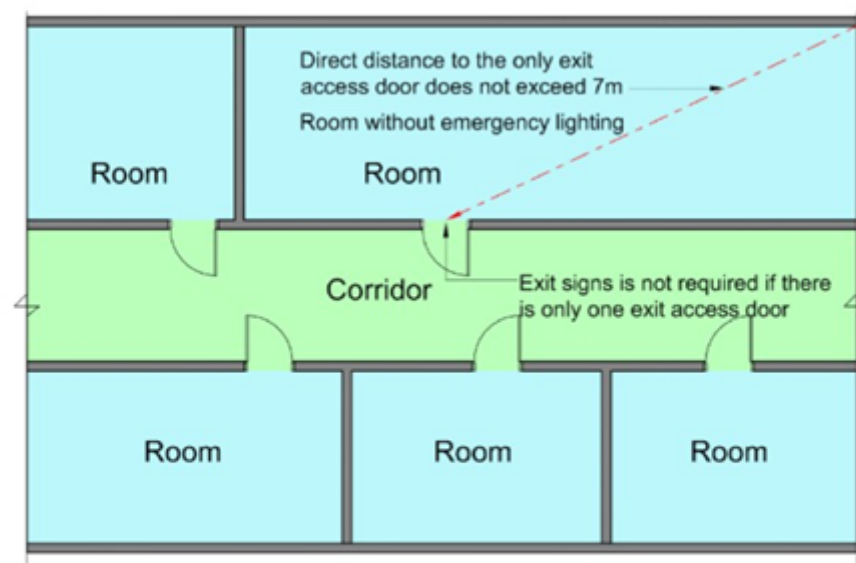 Direct distance to the only exit
access door does not exceed 7m
Room without emergency lighting
Room
Room
Corridor
Exit signs is not required if there
is only one exit access door
Room
Room
Room